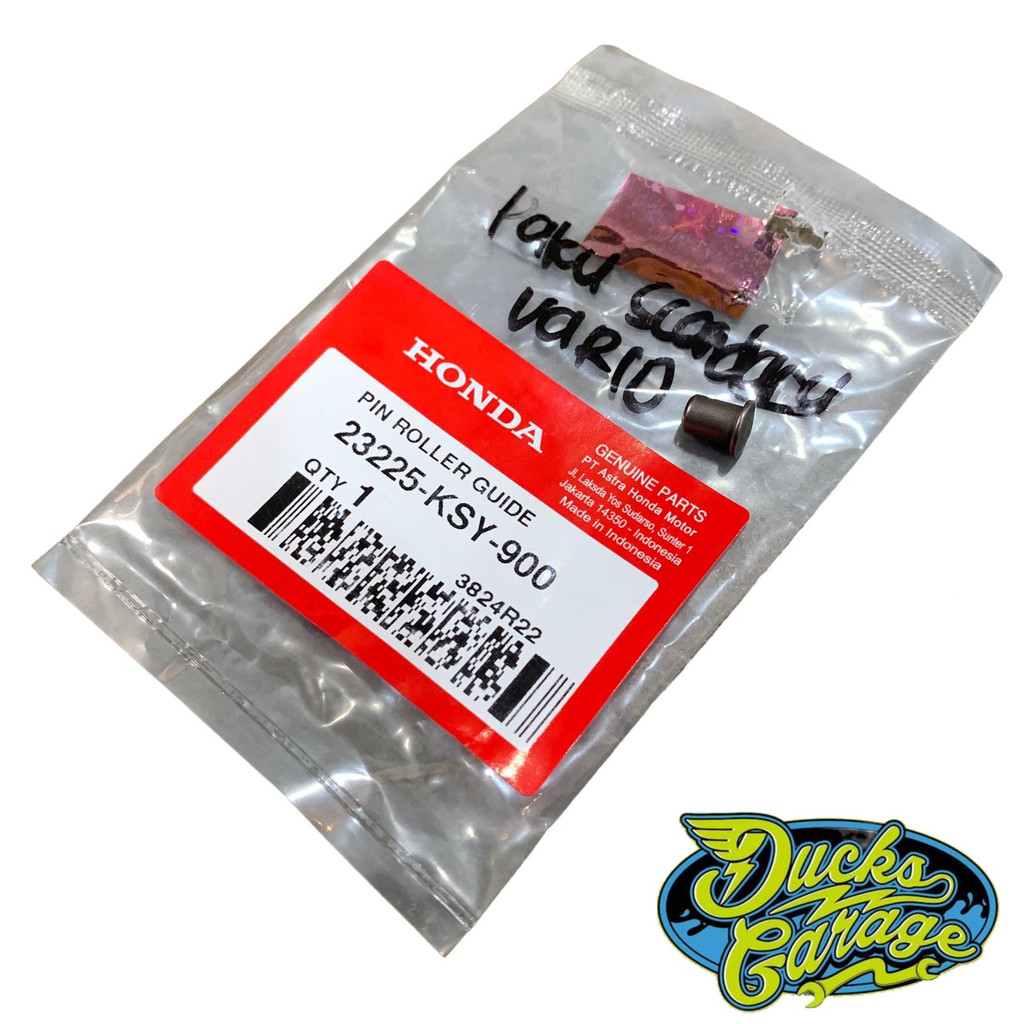 paku scondary
VARIO
HONDA
GENUINE PARTS
PT Astra Honda Motor
Jl. Laksda Yos Sudarso, Sunter 1
Jakarta 14350 - Indonesia
Made in Indonesia
PIN ROLLER GUIDE
23225-KSY-900
QTY 1
3824R22
Ducks
Garage